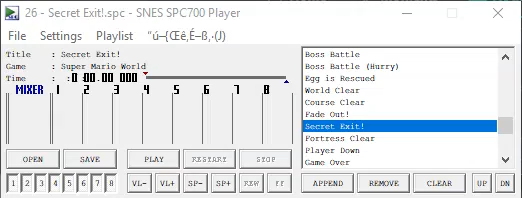 26 - Secret Exit!.spc - SNES SPC700 Player
File Settings Playlist “ú–{Œê‚É–ß‚·(J)
Title : Secret Exit!
Game : Super Mario World
Time : :0:00.00 000
MIXER 1 2 3 4 5 6 7 8
OPEN SAVE PLAY RESTART STOP
1 2 3 4 5 6 7 8 VL- VL+ SP- SP+ REW ff
Boss Battle
Boss Battle (Hurry)
Egg is Rescued
World Clear
Course Clear
Fade Out!
Secret Exit!
Fortress Clear
Player Down
Game Over
APPEND REMOVE CLEAR UP DN